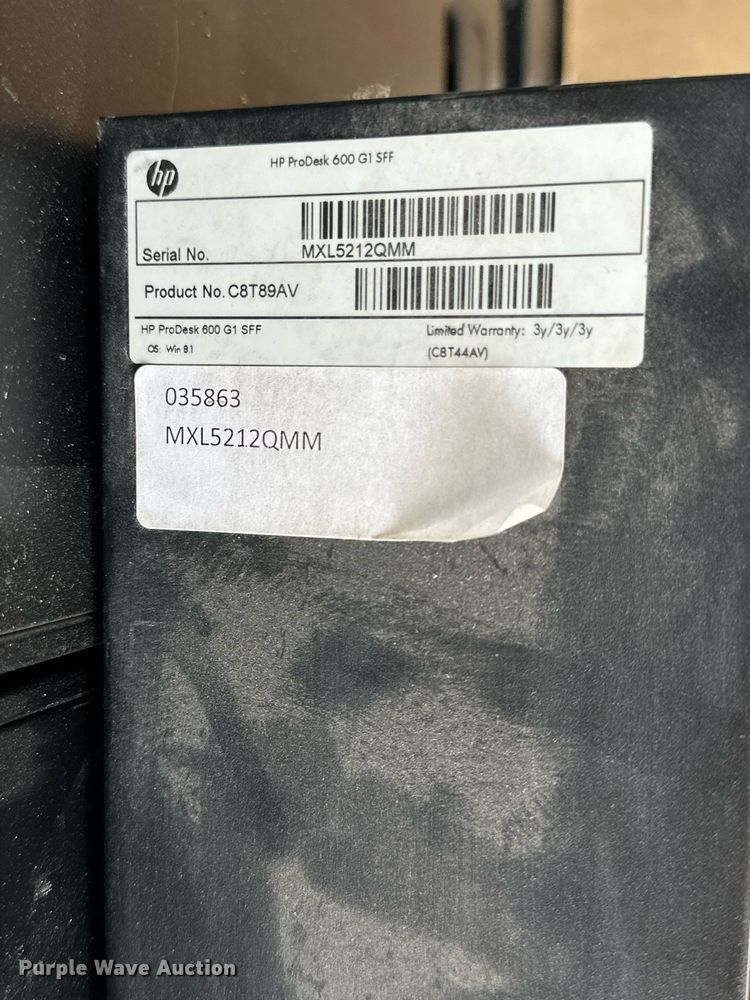 hp
HP ProDesk 600 G1 SFF
Serial No.
MXL5212QMM
Product No. C8T89AV
HP ProDesk 600 G1 SFF
Limited Warranty: 3y/3y/3y
OS: Win 8.1
(C8T44AV)
035863
MXL5212QMM
Purple Wave Auction